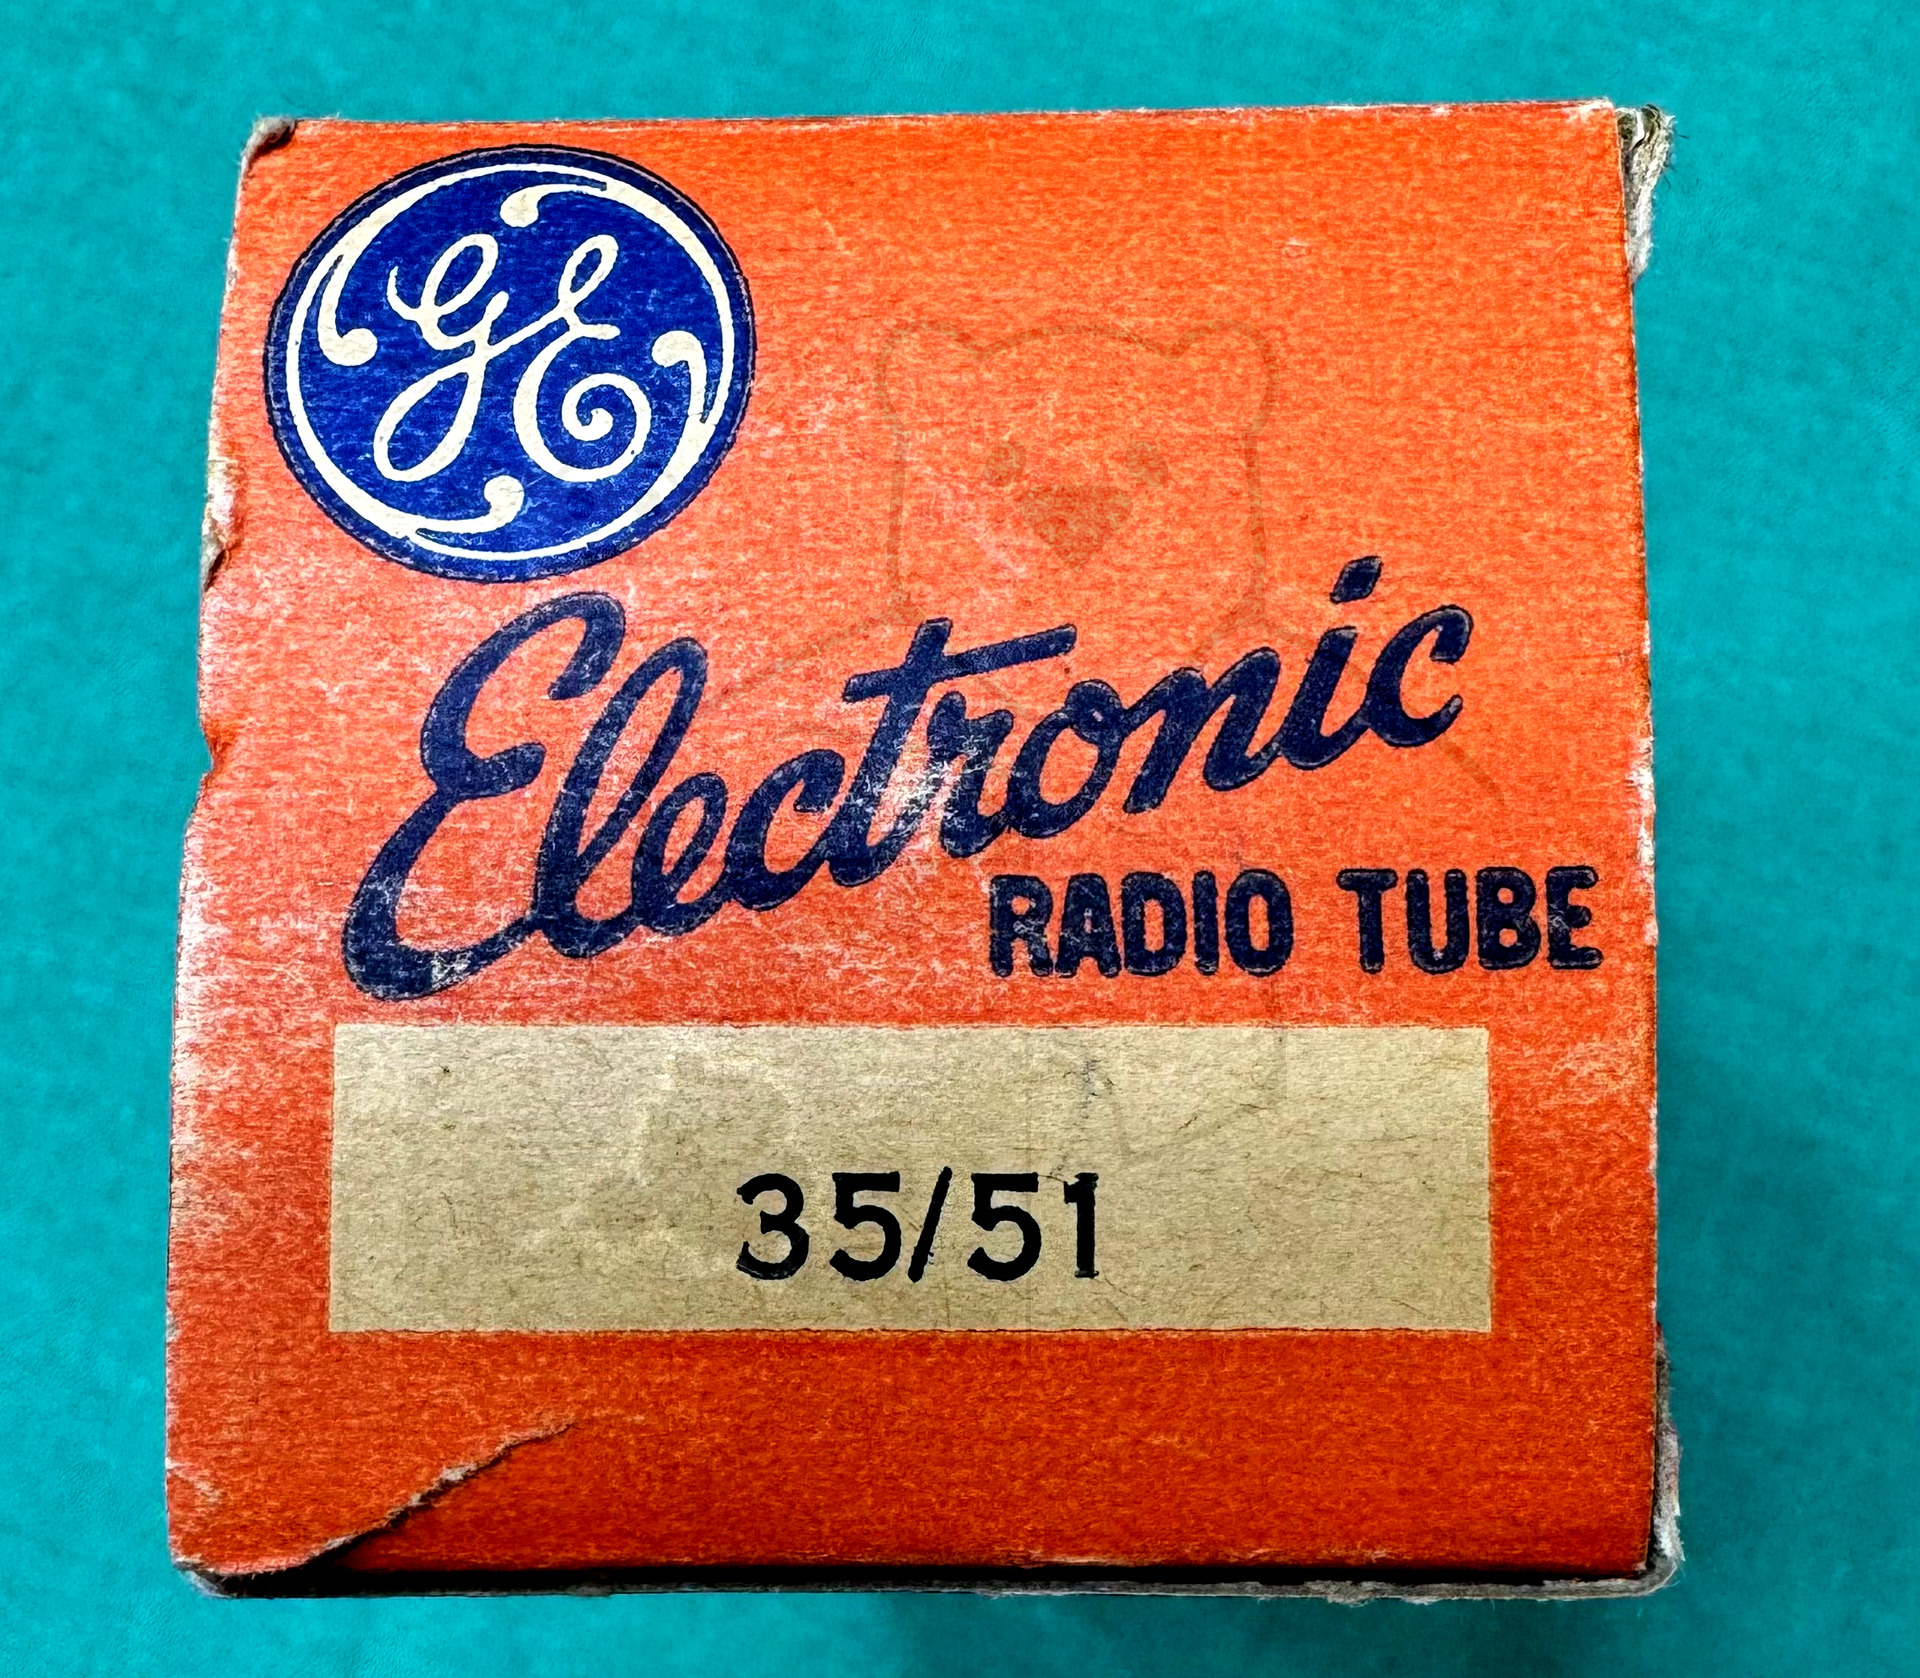 GE
Electronic
RADIO TUBE
35/51